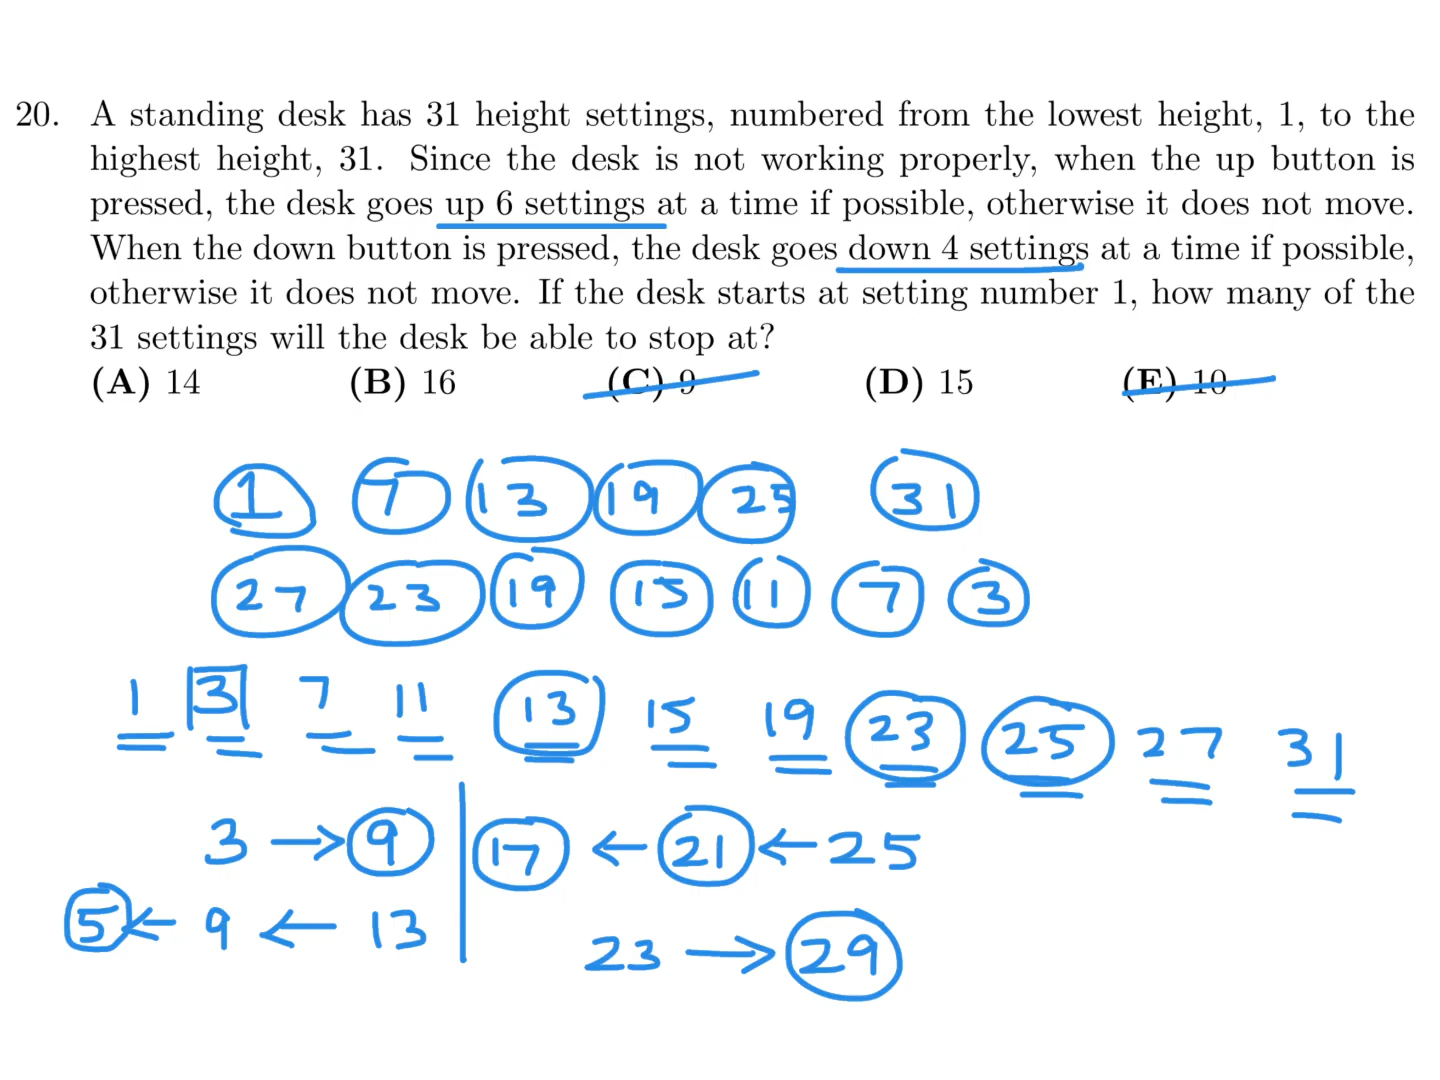 20. A standing desk has 31 height settings, numbered from the lowest height, 1, to the
highest height, 31. Since the desk is not working properly, when the up button is
pressed, the desk goes up 6 settings at a time if possible, otherwise it does not move.
When the down button is pressed, the desk goes down 4 settings at a time if possible,
otherwise it does not move. If the desk starts at setting number 1, how many of the
31 settings will the desk be able to stop at?
(A) 14 (B) 16 (C) 9 (D) 15 (E) 10
1 7 13 19 25 31
27 23 19 15 11 7 3
1 3 7 11 13 15 19 23 25 27 31
3 → 9 17 ← 21 ← 25
5 ← 9 ← 13
23 → 29